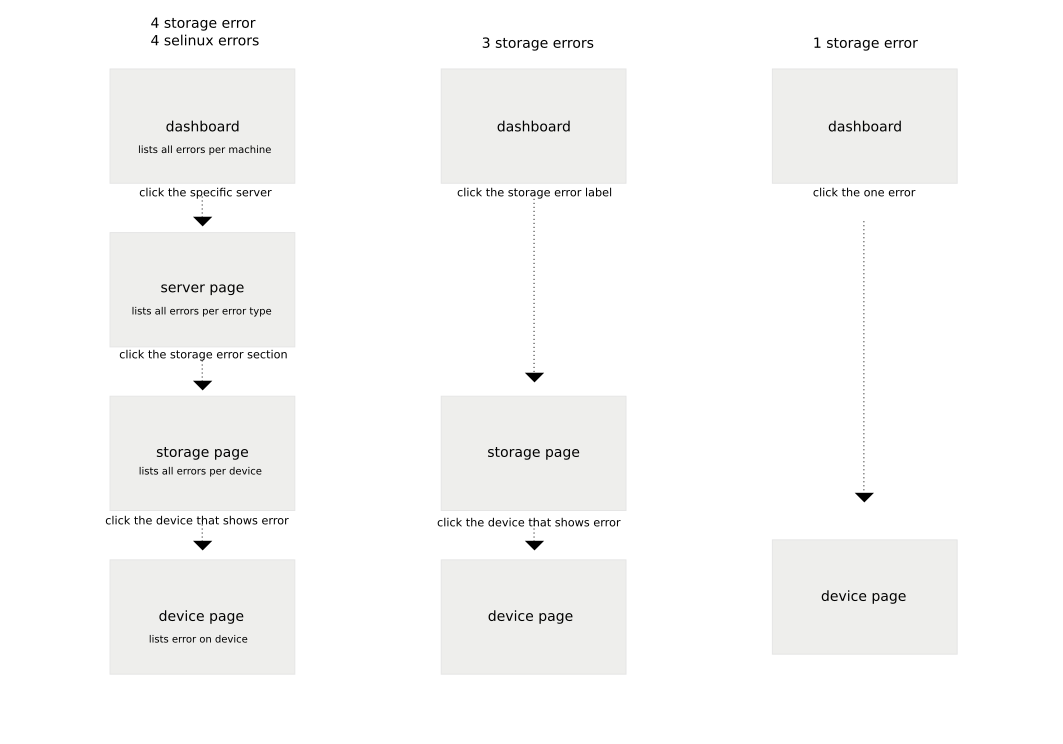 4 storage error
4 selinux errors
dashboard
lists all errors per machine
click the specific server
server page
lists all errors per error type
click the storage error section
storage page
lists all errors per device
click the device that shows error
device page
lists error on device
3 storage errors
dashboard
click the storage error label
storage page
click the device that shows error
device page
1 storage error
dashboard
click the one error
device page